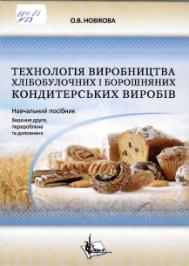 О.В. НОВІКОВА
ТЕХНОЛОГІЯ ВИРОБНИЦТВА
ХЛІБОБУЛОЧНИХ І БОРОШНЯНИХ
КОНДИТЕРСЬКИХ ВИРОБІВ
Навчальний посібник
Видання друге,
перероблене
та доповнене